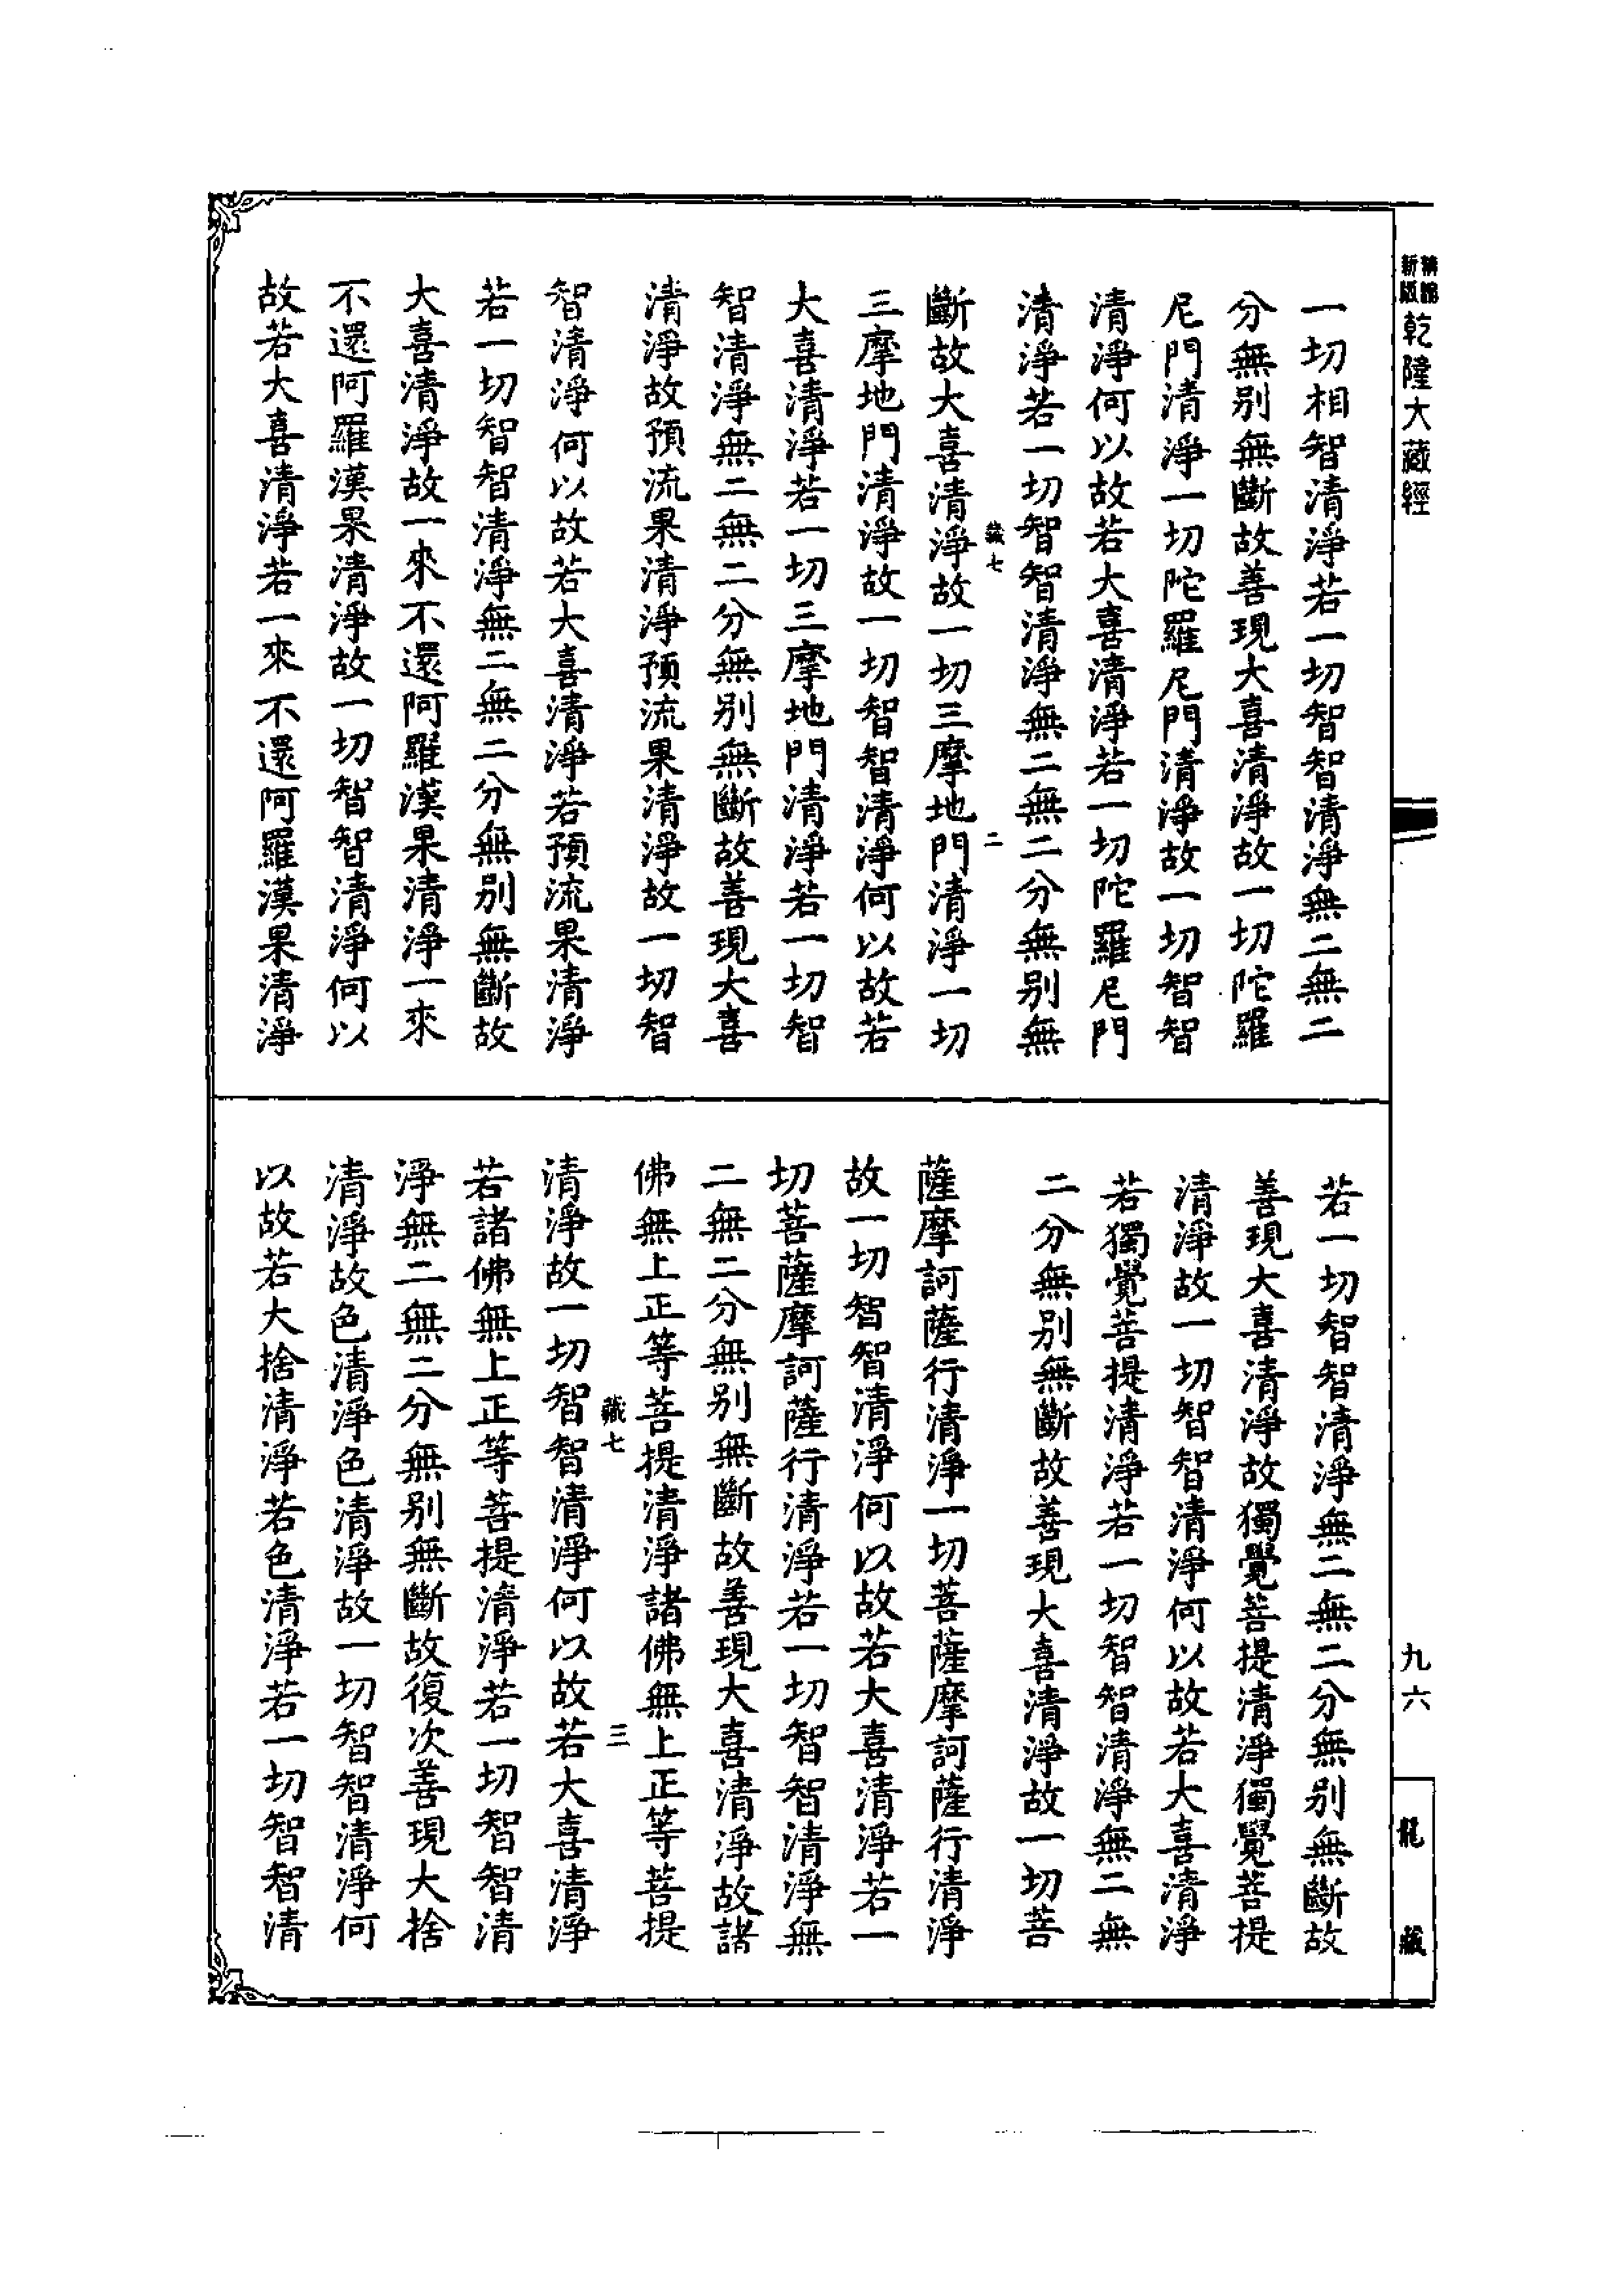 新版
精縮
乾隆大藏經
九六
龍藏
一切相智清淨若一切智智清淨無二無二
分無別無斷故善現大喜清淨故一切陀羅
尼門清淨一切陀羅尼門清淨故一切智智
清淨何以故若大喜清淨若一切陀羅尼門
清淨若一切智智清淨無二無二分無別無
藏七 二
斷故大喜清淨故一切三摩地門清淨一切
三摩地門清淨故一切智智清淨何以故若
大喜清淨若一切三摩地門清淨若一切智
智清淨無二無二分無別無斷故善現大喜
清淨故預流果清淨預流果清淨故一切智
智清淨何以故若大喜清淨若預流果清淨
若一切智智清淨無二無二分無別無斷故
大喜清淨故一來不還阿羅漢果清淨一來
不還阿羅漢果清淨故一切智智清淨何以
故若大喜清淨若一來不還阿羅漢果清淨
若一切智智清淨無二無二分無別無斷故
善現大喜清淨故獨覺菩提清淨獨覺菩提
清淨故一切智智清淨何以故若大喜清淨
若獨覺菩提清淨若一切智智清淨無二無
二分無別無斷故善現大喜清淨故一切菩
薩摩訶薩行清淨一切菩薩摩訶薩行清淨
故一切智智清淨何以故若大喜清淨若一
切菩薩摩訶薩行清淨若一切智智清淨無
二無二分無別無斷故善現大喜清淨故諸
佛無上正等菩提清淨諸佛無上正等菩提
藏七 三
清淨故一切智智清淨何以故若大喜清淨
若諸佛無上正等菩提清淨若一切智智清
淨無二無二分無別無斷故復次善現大捨
清淨故色清淨色清淨故一切智智清淨何
以故若大捨清淨若色清淨若一切智智清